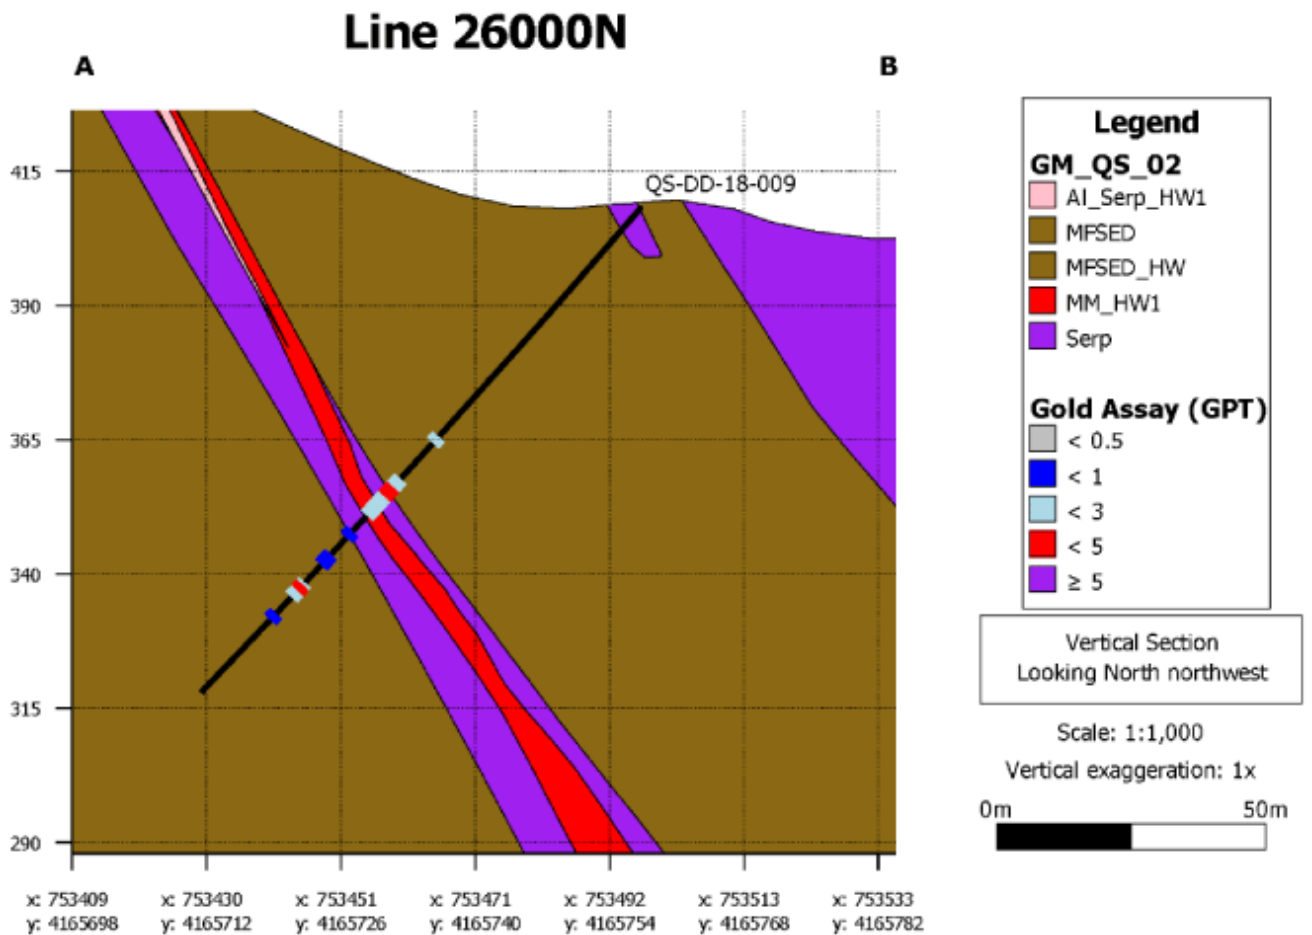 Line 26000N
A
B
QS-DD-18-009
415
390
365
340
315
290
x: 753409
y: 4165698
x: 753430
y: 4165712
x: 753451
y: 4165726
x: 753471
y: 4165740
x: 753492
y: 4165754
x: 753513
y: 4165768
x: 753533
y: 4165782
Legend
GM_QS_02
Al_Serp_HW1
MFSED
MFSED_HW
MM_HW1
Serp
Gold Assay (GPT)
< 0.5
< 1
< 3
< 5
≥ 5
Vertical Section
Looking North northwest
Scale: 1:1,000
Vertical exaggeration: 1x
0m
50m